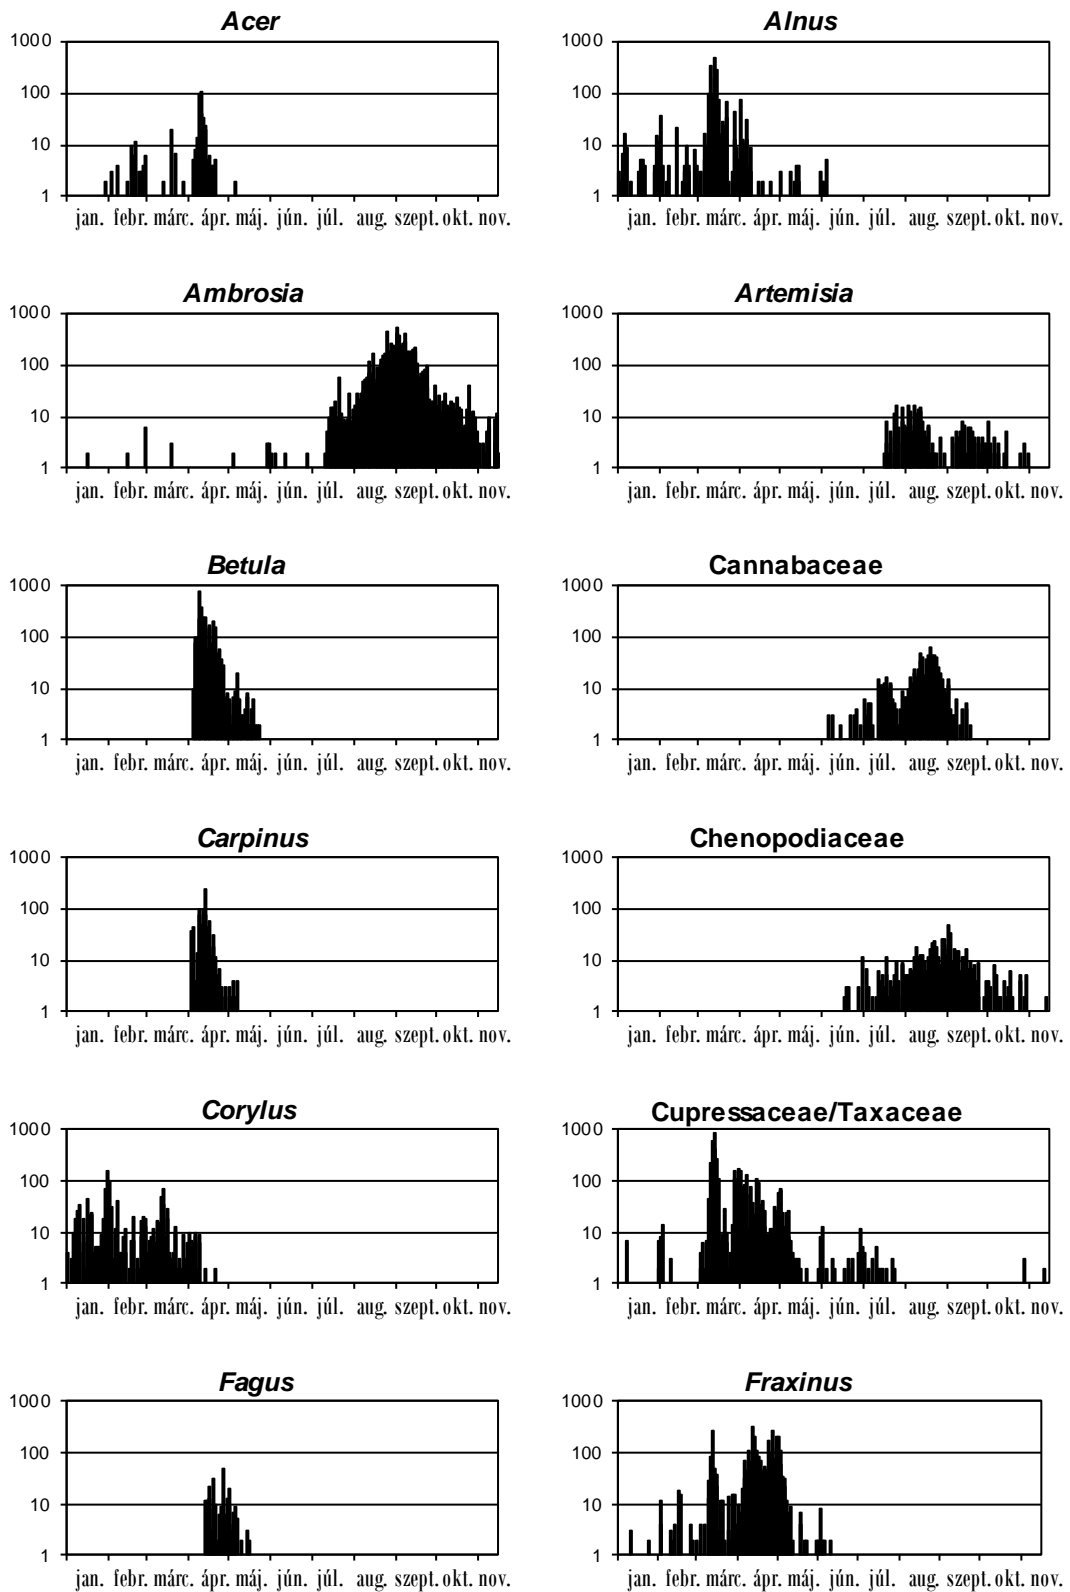 Acer
1000
100
10
1
jan. febr. márc. ápr. máj. jún. júl. aug. szept. okt. nov.
Alnus
1000
100
10
1
jan. febr. márc. ápr. máj. jún. júl. aug. szept. okt. nov.
Ambrosia
1000
100
10
1
jan. febr. márc. ápr. máj. jún. júl. aug. szept. okt. nov.
Artemisia
1000
100
10
1
jan. febr. márc. ápr. máj. jún. júl. aug. szept. okt. nov.
Betula
1000
100
10
1
jan. febr. márc. ápr. máj. jún. júl. aug. szept. okt. nov.
Cannabaceae
1000
100
10
1
jan. febr. márc. ápr. máj. jún. júl. aug. szept. okt. nov.
Carpinus
1000
100
10
1
jan. febr. márc. ápr. máj. jún. júl. aug. szept. okt. nov.
Chenopodiaceae
1000
100
10
1
jan. febr. márc. ápr. máj. jún. júl. aug. szept. okt. nov.
Corylus
1000
100
10
1
jan. febr. márc. ápr. máj. jún. júl. aug. szept. okt. nov.
Cupressaceae/Taxaceae
1000
100
10
1
jan. febr. márc. ápr. máj. jún. júl. aug. szept. okt. nov.
Fagus
1000
100
10
1
jan. febr. márc. ápr. máj. jún. júl. aug. szept. okt. nov.
Fraxinus
1000
100
10
1
jan. febr. márc. ápr. máj. jún. júl. aug. szept. okt. nov.